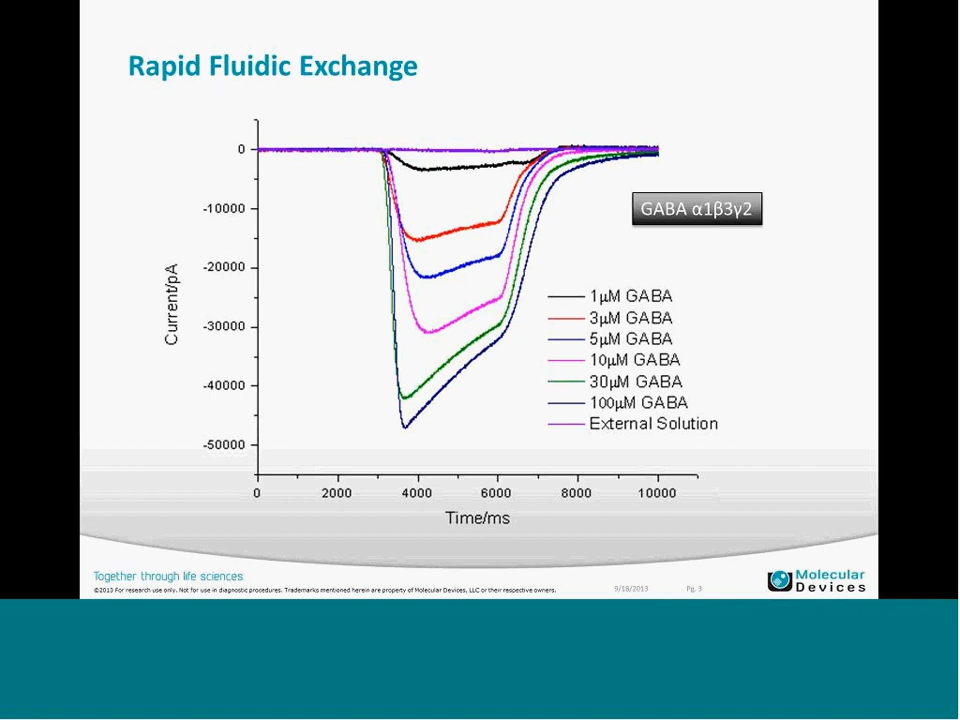 Rapid Fluidic Exchange
0
-10000
-20000
-30000
-40000
-50000
Current/pA
0 2000 4000 6000 8000 10000
Time/ms
GABA α1β3γ2
1µM GABA
3µM GABA
5µM GABA
10µM GABA
30µM GABA
100µM GABA
External Solution
Together through life sciences
©2013 For research use only. Not for use in diagnostic procedures. Trademarks mentioned herein are property of Molecular Devices, LLC or their respective owners.
9/18/2013 Pg. 3
Molecular
Devices